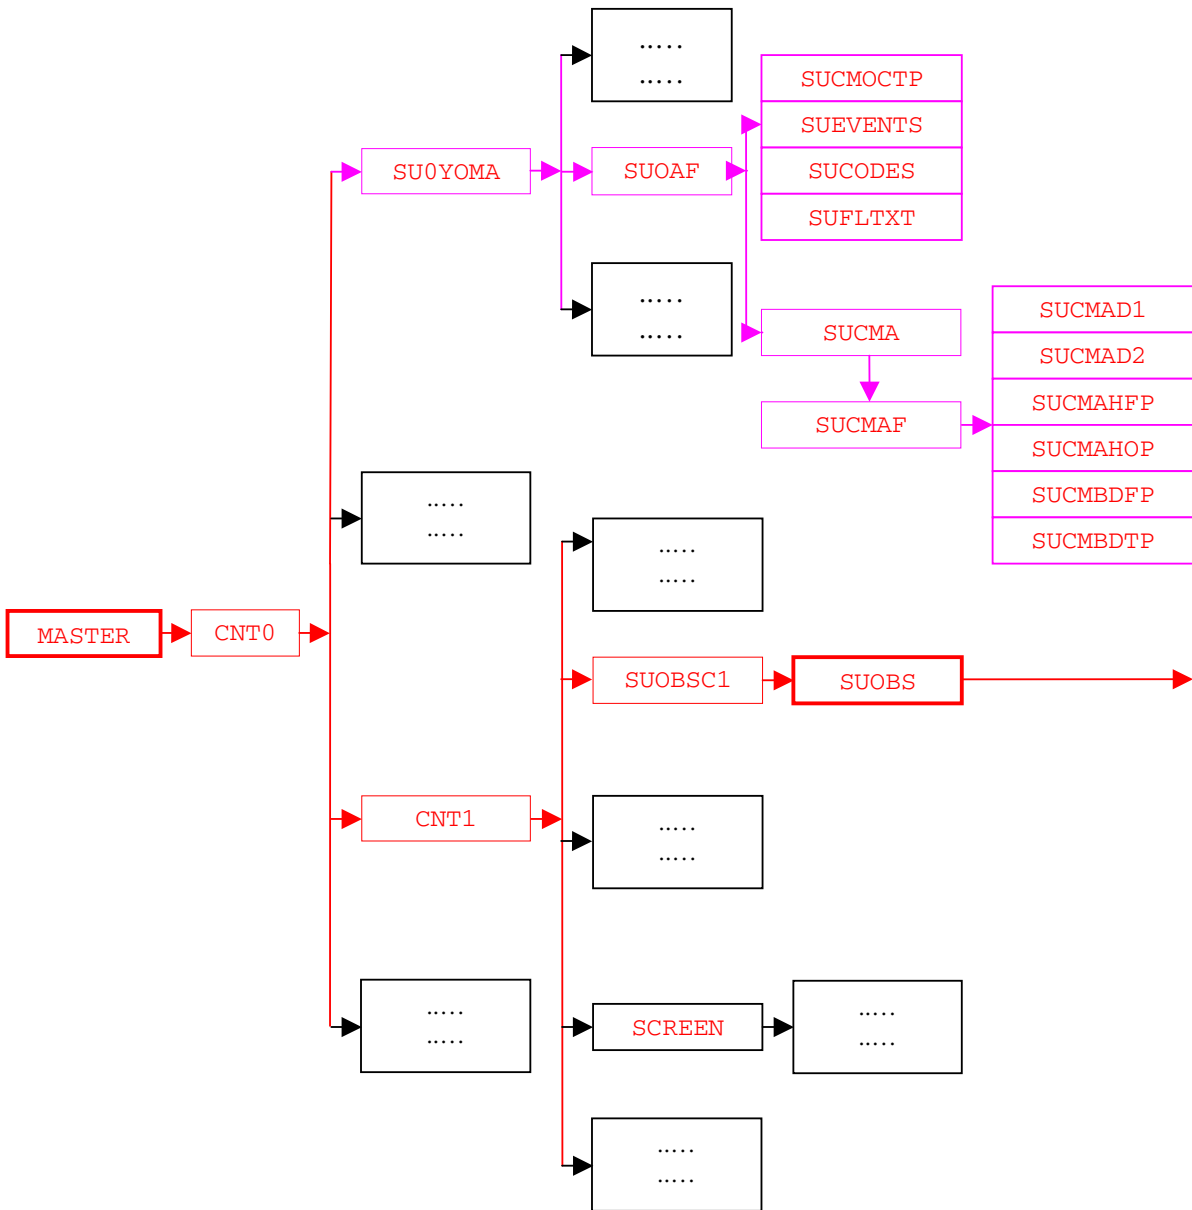 .....
.....
SUCMOCTP
SUEVENTS
SU0YOMA
SUOAF
SUCODES
SUFLTXT
.....
.....
SUCMA
SUCMAD1
SUCMAD2
SUCMAF
SUCMAHFP
SUCMAHOP
SUCMBDFP
SUCMBDTP
.....
.....
.....
.....
MASTER
CNT0
SUOBSC1
SUOBS
CNT1
.....
.....
.....
.....
SCREEN
.....
.....
.....
.....